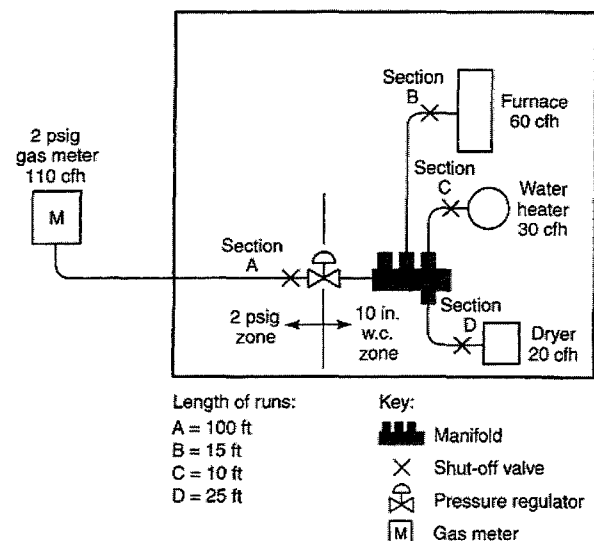 Section
B
Furnace
60 cfh
2 psig
gas meter
110 cfh
M
Section
C
Water
heater
30 cfh
Section
A
2 psig
zone
10 in.
w.c.
zone
Section
D
Dryer
20 cfh
Length of runs:
A = 100 ft
B = 15 ft
C = 10 ft
D = 25 ft
Key:
Manifold
Shut-off valve
Pressure regulator
M Gas meter